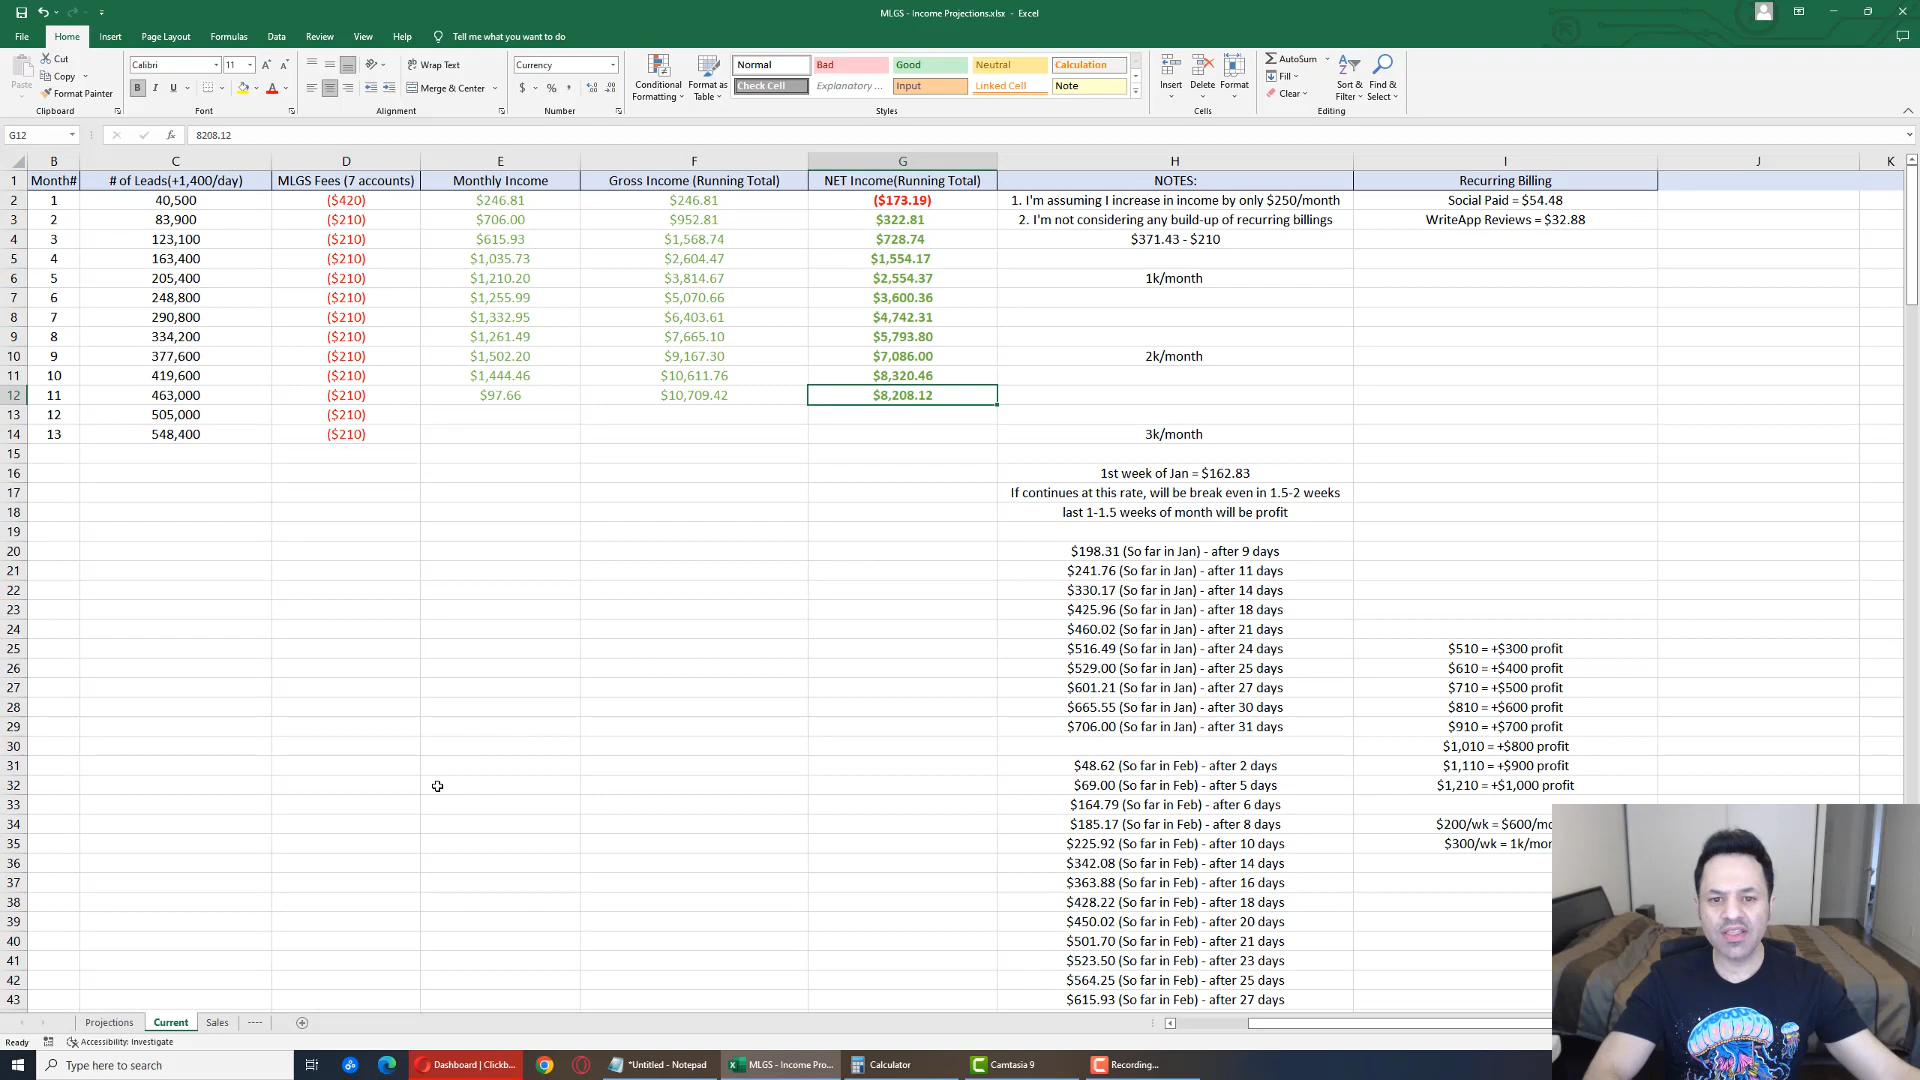 MLGS - Income Projections.xlsx - Excel
File Home Insert Page Layout Formulas Data Review View Help Tell me what you want to do
Paste Cut Copy Format Painter Clipboard
Calibri 11 B I U A A Font
Wrap Text Merge & Center Alignment
Currency $ % , Number
Conditional Formatting Format as Table
Normal Bad Good Neutral Calculation
Check Cell Explanatory ... Input Linked Cell Note
Styles
Insert Delete Format Cells
AutoSum Fill Clear Sort & Filter Find & Select Editing
G12 fx 8208.12
B C D E F G H I J K
1 Month# # of Leads(+1,400/day) MLGS Fees (7 accounts) Monthly Income Gross Income (Running Total) NET Income(Running Total) NOTES: Recurring Billing
2 1 40,500 ($420) $246.81 $246.81 ($173.19) 1. I'm assuming I increase in income by only $250/month Social Paid = $54.48
3 2 83,900 ($210) $706.00 $952.81 $322.81 2. I'm not considering any build-up of recurring billings WriteApp Reviews = $32.88
4 3 123,100 ($210) $615.93 $1,568.74 $728.74 $371.43 - $210
5 4 163,400 ($210) $1,035.73 $2,604.47 $1,554.17
6 5 205,400 ($210) $1,210.20 $3,814.67 $2,554.37 1k/month
7 6 248,800 ($210) $1,255.99 $5,070.66 $3,600.36
8 7 290,800 ($210) $1,332.95 $6,403.61 $4,742.31
9 8 334,200 ($210) $1,261.49 $7,665.10 $5,793.80
10 9 377,600 ($210) $1,502.20 $9,167.30 $7,086.00 2k/month
11 10 419,600 ($210) $1,444.46 $10,611.76 $8,320.46
12 11 463,000 ($210) $97.66 $10,709.42 $8,208.12
13 12 505,000 ($210)
14 13 548,400 ($210) 3k/month
15
16 1st week of Jan = $162.83
17 If continues at this rate, will be break even in 1.5-2 weeks
18 last 1-1.5 weeks of month will be profit
19
20 $198.31 (So far in Jan) - after 9 days
21 $241.76 (So far in Jan) - after 11 days
22 $330.17 (So far in Jan) - after 14 days
23 $425.96 (So far in Jan) - after 18 days
24 $460.02 (So far in Jan) - after 21 days
25 $516.49 (So far in Jan) - after 24 days $510 = +$300 profit
26 $529.00 (So far in Jan) - after 25 days $610 = +$400 profit
27 $601.21 (So far in Jan) - after 27 days $710 = +$500 profit
28 $665.55 (So far in Jan) - after 30 days $810 = +$600 profit
29 $706.00 (So far in Jan) - after 31 days $910 = +$700 profit
30 $1,010 = +$800 profit
31 $48.62 (So far in Feb) - after 2 days $1,110 = +$900 profit
32 $69.00 (So far in Feb) - after 5 days $1,210 = +$1,000 profit
33 $164.79 (So far in Feb) - after 6 days
34 $185.17 (So far in Feb) - after 8 days $200/wk = $600/mo
35 $225.92 (So far in Feb) - after 10 days $300/wk = 1k/mon
36 $342.08 (So far in Feb) - after 14 days
37 $363.88 (So far in Feb) - after 16 days
38 $428.22 (So far in Feb) - after 18 days
39 $450.02 (So far in Feb) - after 20 days
40 $501.70 (So far in Feb) - after 21 days
41 $523.50 (So far in Feb) - after 23 days
42 $564.25 (So far in Feb) - after 25 days
43 $615.93 (So far in Feb) - after 27 days
Projections Current Sales ----
Ready Accessibility: Investigate
Type here to search Dashboard | Clickb... *Untitled - Notepad MLGS - Income Pro... Calculator Camtasia 9 Recording...